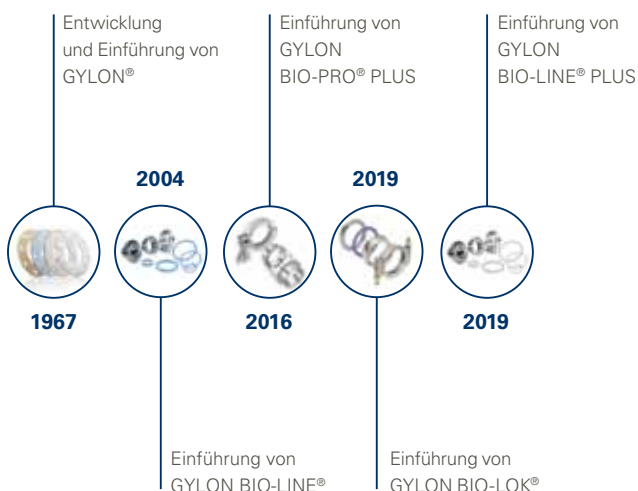 Entwicklung
und Einführung von
GYLON®
Einführung von
GYLON
BIO-PRO® PLUS
Einführung von
GYLON
BIO-LINE® PLUS
2004
2019
1967
2016
2019
Einführung von
GYLON BIO-LINE®
Einführung von
GYLON BIO-LOK®